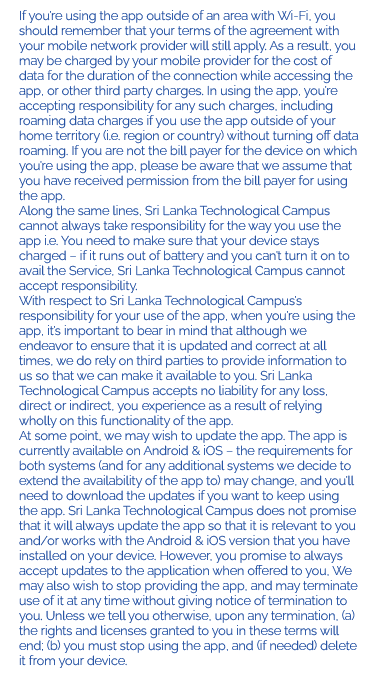 If you're using the app outside of an area with Wi-Fi, you
should remember that your terms of the agreement with
your mobile network provider will still apply. As a result, you
may be charged by your mobile provider for the cost of
data for the duration of the connection while accessing the
app, or other third party charges. In using the app, you're
accepting responsibility for any such charges, including
roaming data charges if you use the app outside of your
home territory (i.e. region or country) without turning off data
roaming. If you are not the bill payer for the device on which
you're using the app, please be aware that we assume that
you have received permission from the bill payer for using
the app.
Along the same lines, Sri Lanka Technological Campus
cannot always take responsibility for the way you use the
app i.e. You need to make sure that your device stays
charged – if it runs out of battery and you can't turn it on to
avail the Service, Sri Lanka Technological Campus cannot
accept responsibility.
With respect to Sri Lanka Technological Campus's
responsibility for your use of the app, when you're using the
app, it's important to bear in mind that although we
endeavor to ensure that it is updated and correct at all
times, we do rely on third parties to provide information to
us so that we can make it available to you. Sri Lanka
Technological Campus accepts no liability for any loss,
direct or indirect, you experience as a result of relying
wholly on this functionality of the app.
At some point, we may wish to update the app. The app is
currently available on Android & iOS – the requirements for
both systems (and for any additional systems we decide to
extend the availability of the app to) may change, and you'll
need to download the updates if you want to keep using
the app. Sri Lanka Technological Campus does not promise
that it will always update the app so that it is relevant to you
and/or works with the Android & iOS version that you have
installed on your device. However, you promise to always
accept updates to the application when offered to you, We
may also wish to stop providing the app, and may terminate
use of it at any time without giving notice of termination to
you. Unless we tell you otherwise, upon any termination, (a)
the rights and licenses granted to you in these terms will
end; (b) you must stop using the app, and (if needed) delete
it from your device.